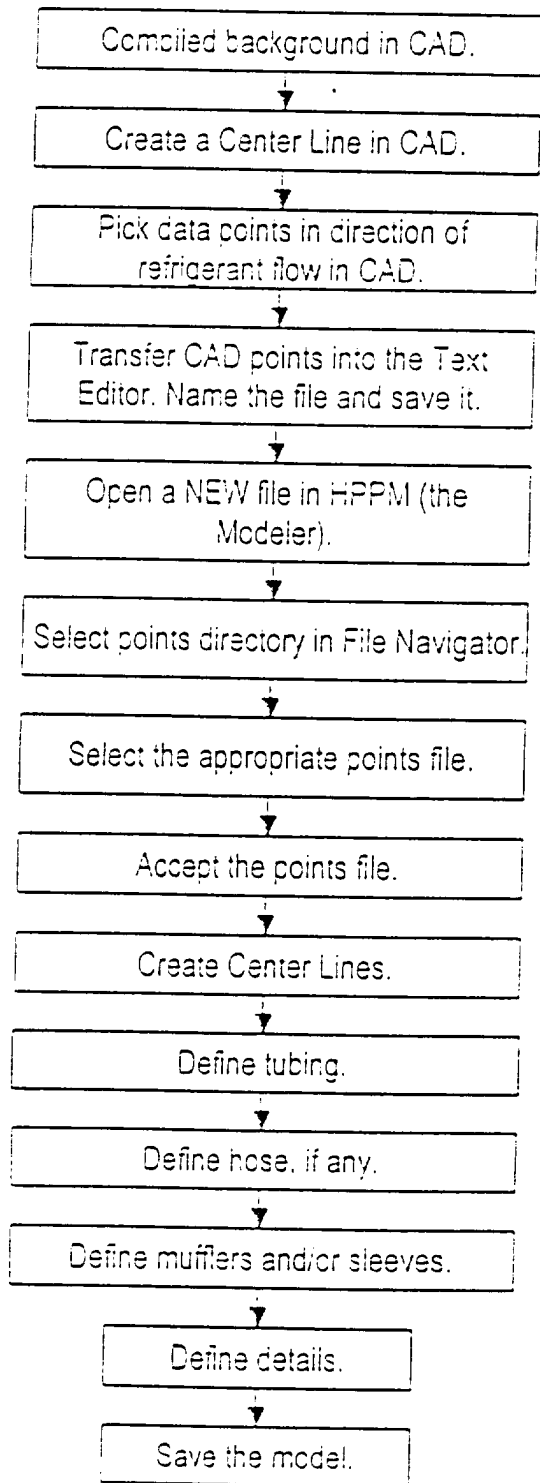 Compiled background in CAD.
Create a Center Line in CAD.
Pick data points in direction of
refrigerant flow in CAD.
Transfer CAD points into the Text
Editor. Name the file and save it.
Open a NEW file in HPPM (the
Modeler).
Select points directory in File Navigator.
Select the appropriate points file.
Accept the points file.
Create Center Lines.
Define tubing.
Define hose, if any.
Define mufflers and/or sleeves.
Define details.
Save the model.